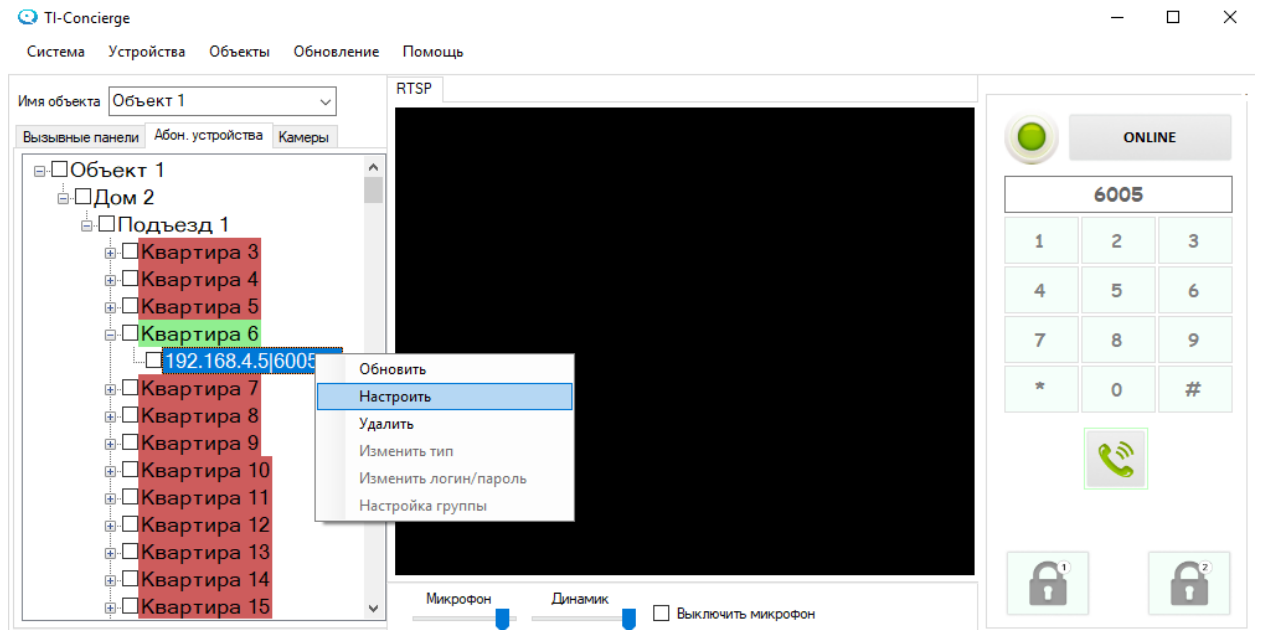 TI-Concierge
Система Устройства Объекты Обновление Помощь
Имя объекта Объект 1
Вызывные панели Абон. устройства Камеры
Объект 1
Дом 2
Подъезд 1
Квартира 3
Квартира 4
Квартира 5
Квартира 6
192.168.4.5|6005
Квартира 7
Квартира 8
Квартира 9
Квартира 10
Квартира 11
Квартира 12
Квартира 13
Квартира 14
Квартира 15
Обновить
Настроить
Удалить
Изменить тип
Изменить логин/пароль
Настройка группы
RTSP
Микрофон Динамик
Выключить микрофон
ONLINE
6005
1 2 3
4 5 6
7 8 9
* 0 #
1 2